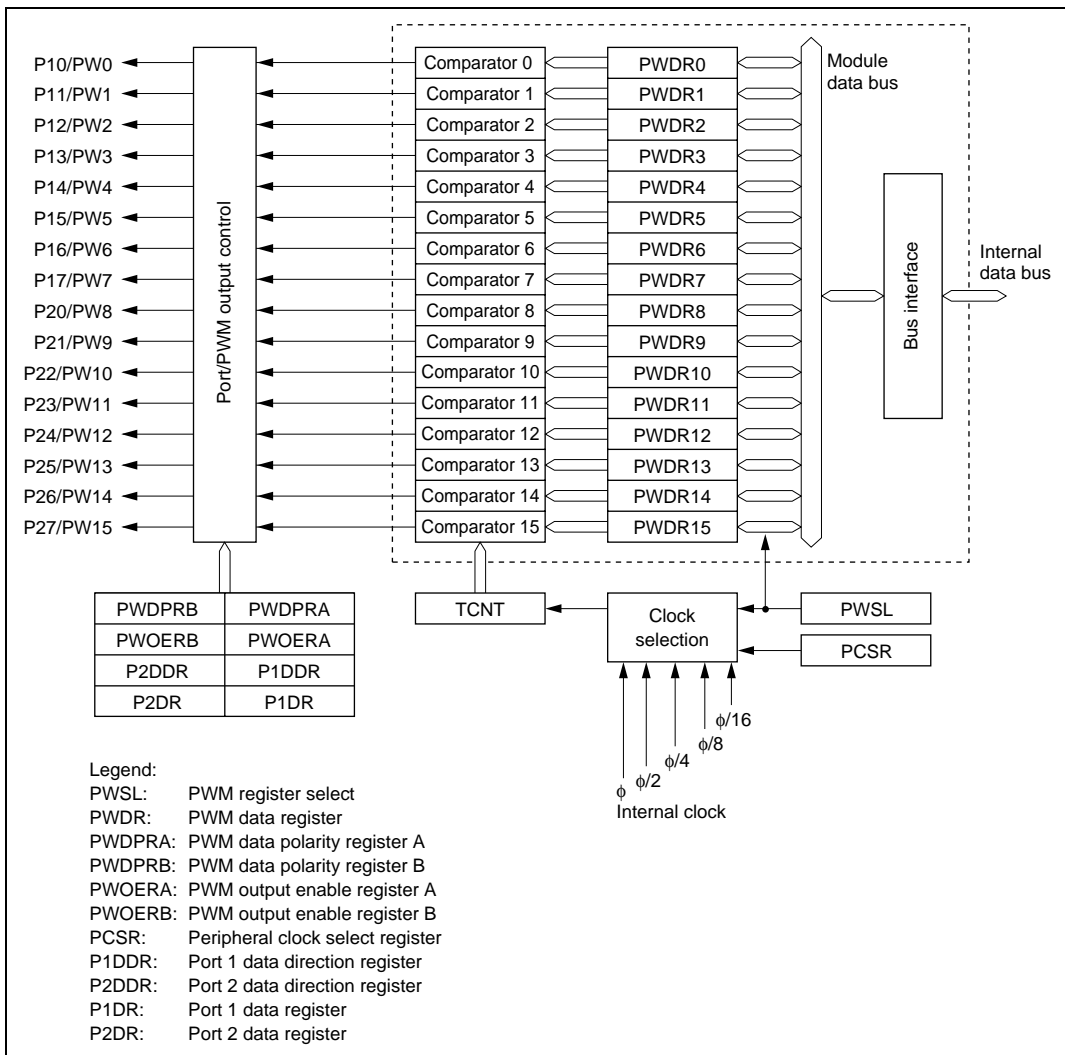 P10/PW0
P11/PW1
P12/PW2
P13/PW3
P14/PW4
P15/PW5
P16/PW6
P17/PW7
P20/PW8
P21/PW9
P22/PW10
P23/PW11
P24/PW12
P25/PW13
P26/PW14
P27/PW15
Port/PWM output control
Comparator 0
Comparator 1
Comparator 2
Comparator 3
Comparator 4
Comparator 5
Comparator 6
Comparator 7
Comparator 8
Comparator 9
Comparator 10
Comparator 11
Comparator 12
Comparator 13
Comparator 14
Comparator 15
PWDR0
PWDR1
PWDR2
PWDR3
PWDR4
PWDR5
PWDR6
PWDR7
PWDR8
PWDR9
PWDR10
PWDR11
PWDR12
PWDR13
PWDR14
PWDR15
Module
data bus
Bus interface
Internal
data bus
PWDPRB PWDPRA
PWOERB PWOERA
P2DDR P1DDR
P2DR P1DR
TCNT
Clock
selection
PWSL
PCSR
ϕ/16
ϕ/8
ϕ/4
ϕ/2
ϕ
Internal clock
Legend:
PWSL: PWM register select
PWDR: PWM data register
PWDPRA: PWM data polarity register A
PWDPRB: PWM data polarity register B
PWOERA: PWM output enable register A
PWOERB: PWM output enable register B
PCSR: Peripheral clock select register
P1DDR: Port 1 data direction register
P2DDR: Port 2 data direction register
P1DR: Port 1 data register
P2DR: Port 2 data register